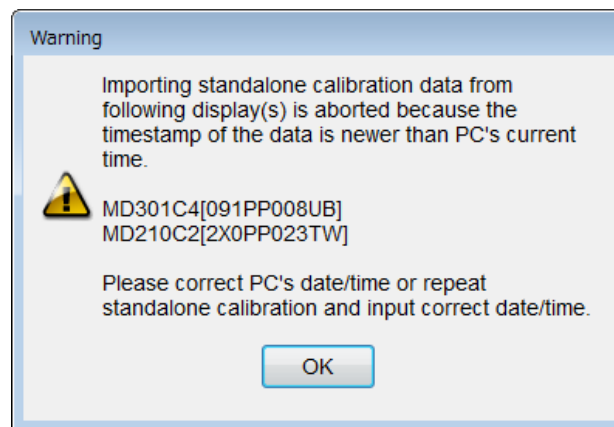 Warning
Importing standalone calibration data from
following display(s) is aborted because the
timestamp of the data is newer than PC's current
time.
MD301C4[091PP008UB]
MD210C2[2X0PP023TW]
Please correct PC's date/time or repeat
standalone calibration and input correct date/time.
OK